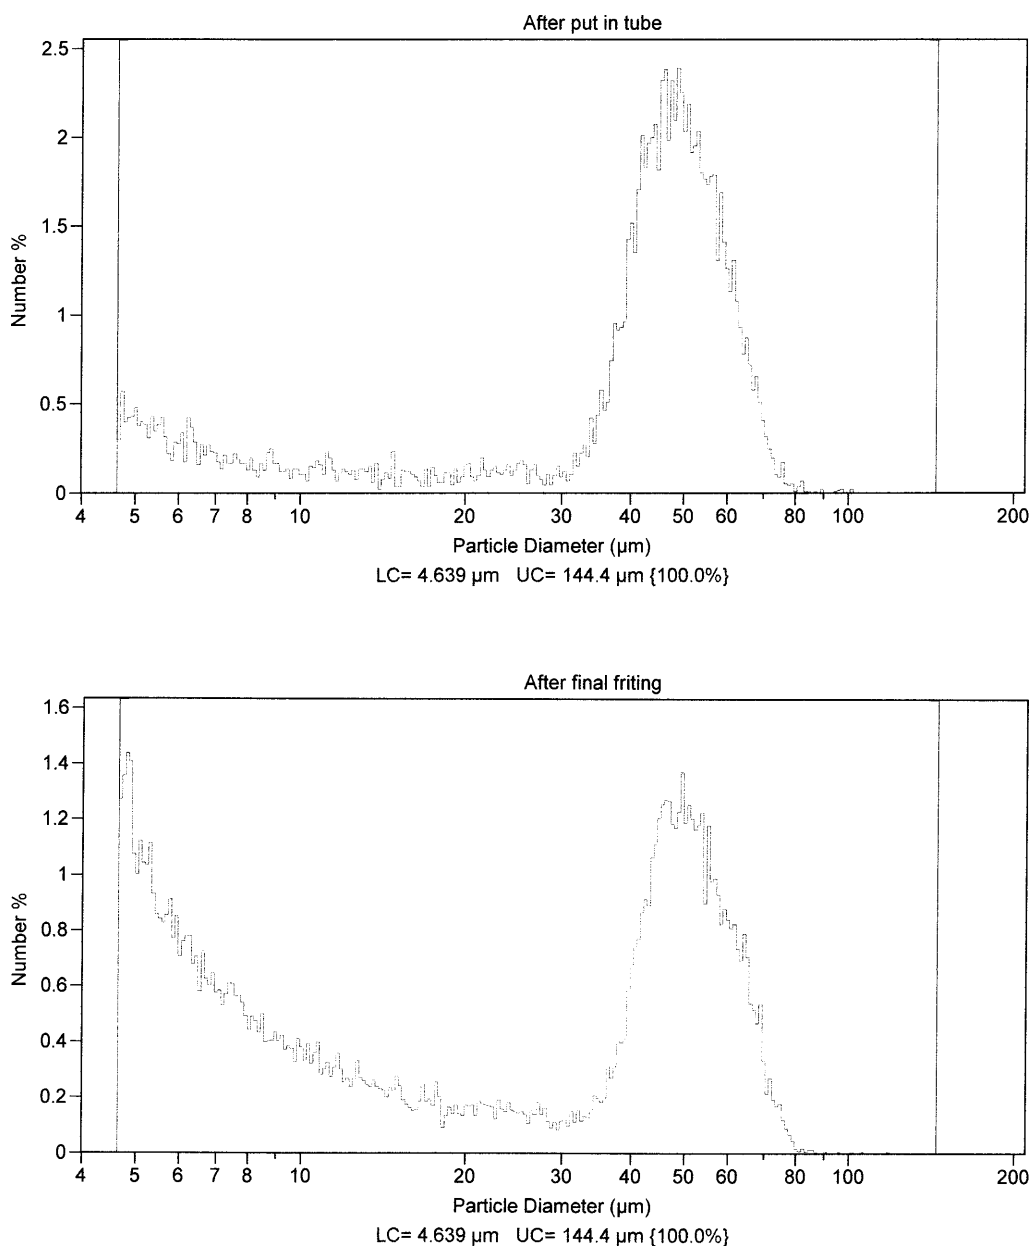 After put in tube
2.5
2
1.5
1
0.5
0
Number %
4 5 6 7 8 10 20 30 40 50 60 80 100 200
Particle Diameter (µm)
LC= 4.639 µm UC= 144.4 µm {100.0%}
After final friting
1.6
1.4
1.2
1
0.8
0.6
0.4
0.2
0
Number %
4 5 6 7 8 10 20 30 40 50 60 80 100 200
Particle Diameter (µm)
LC= 4.639 µm UC= 144.4 µm {100.0%}